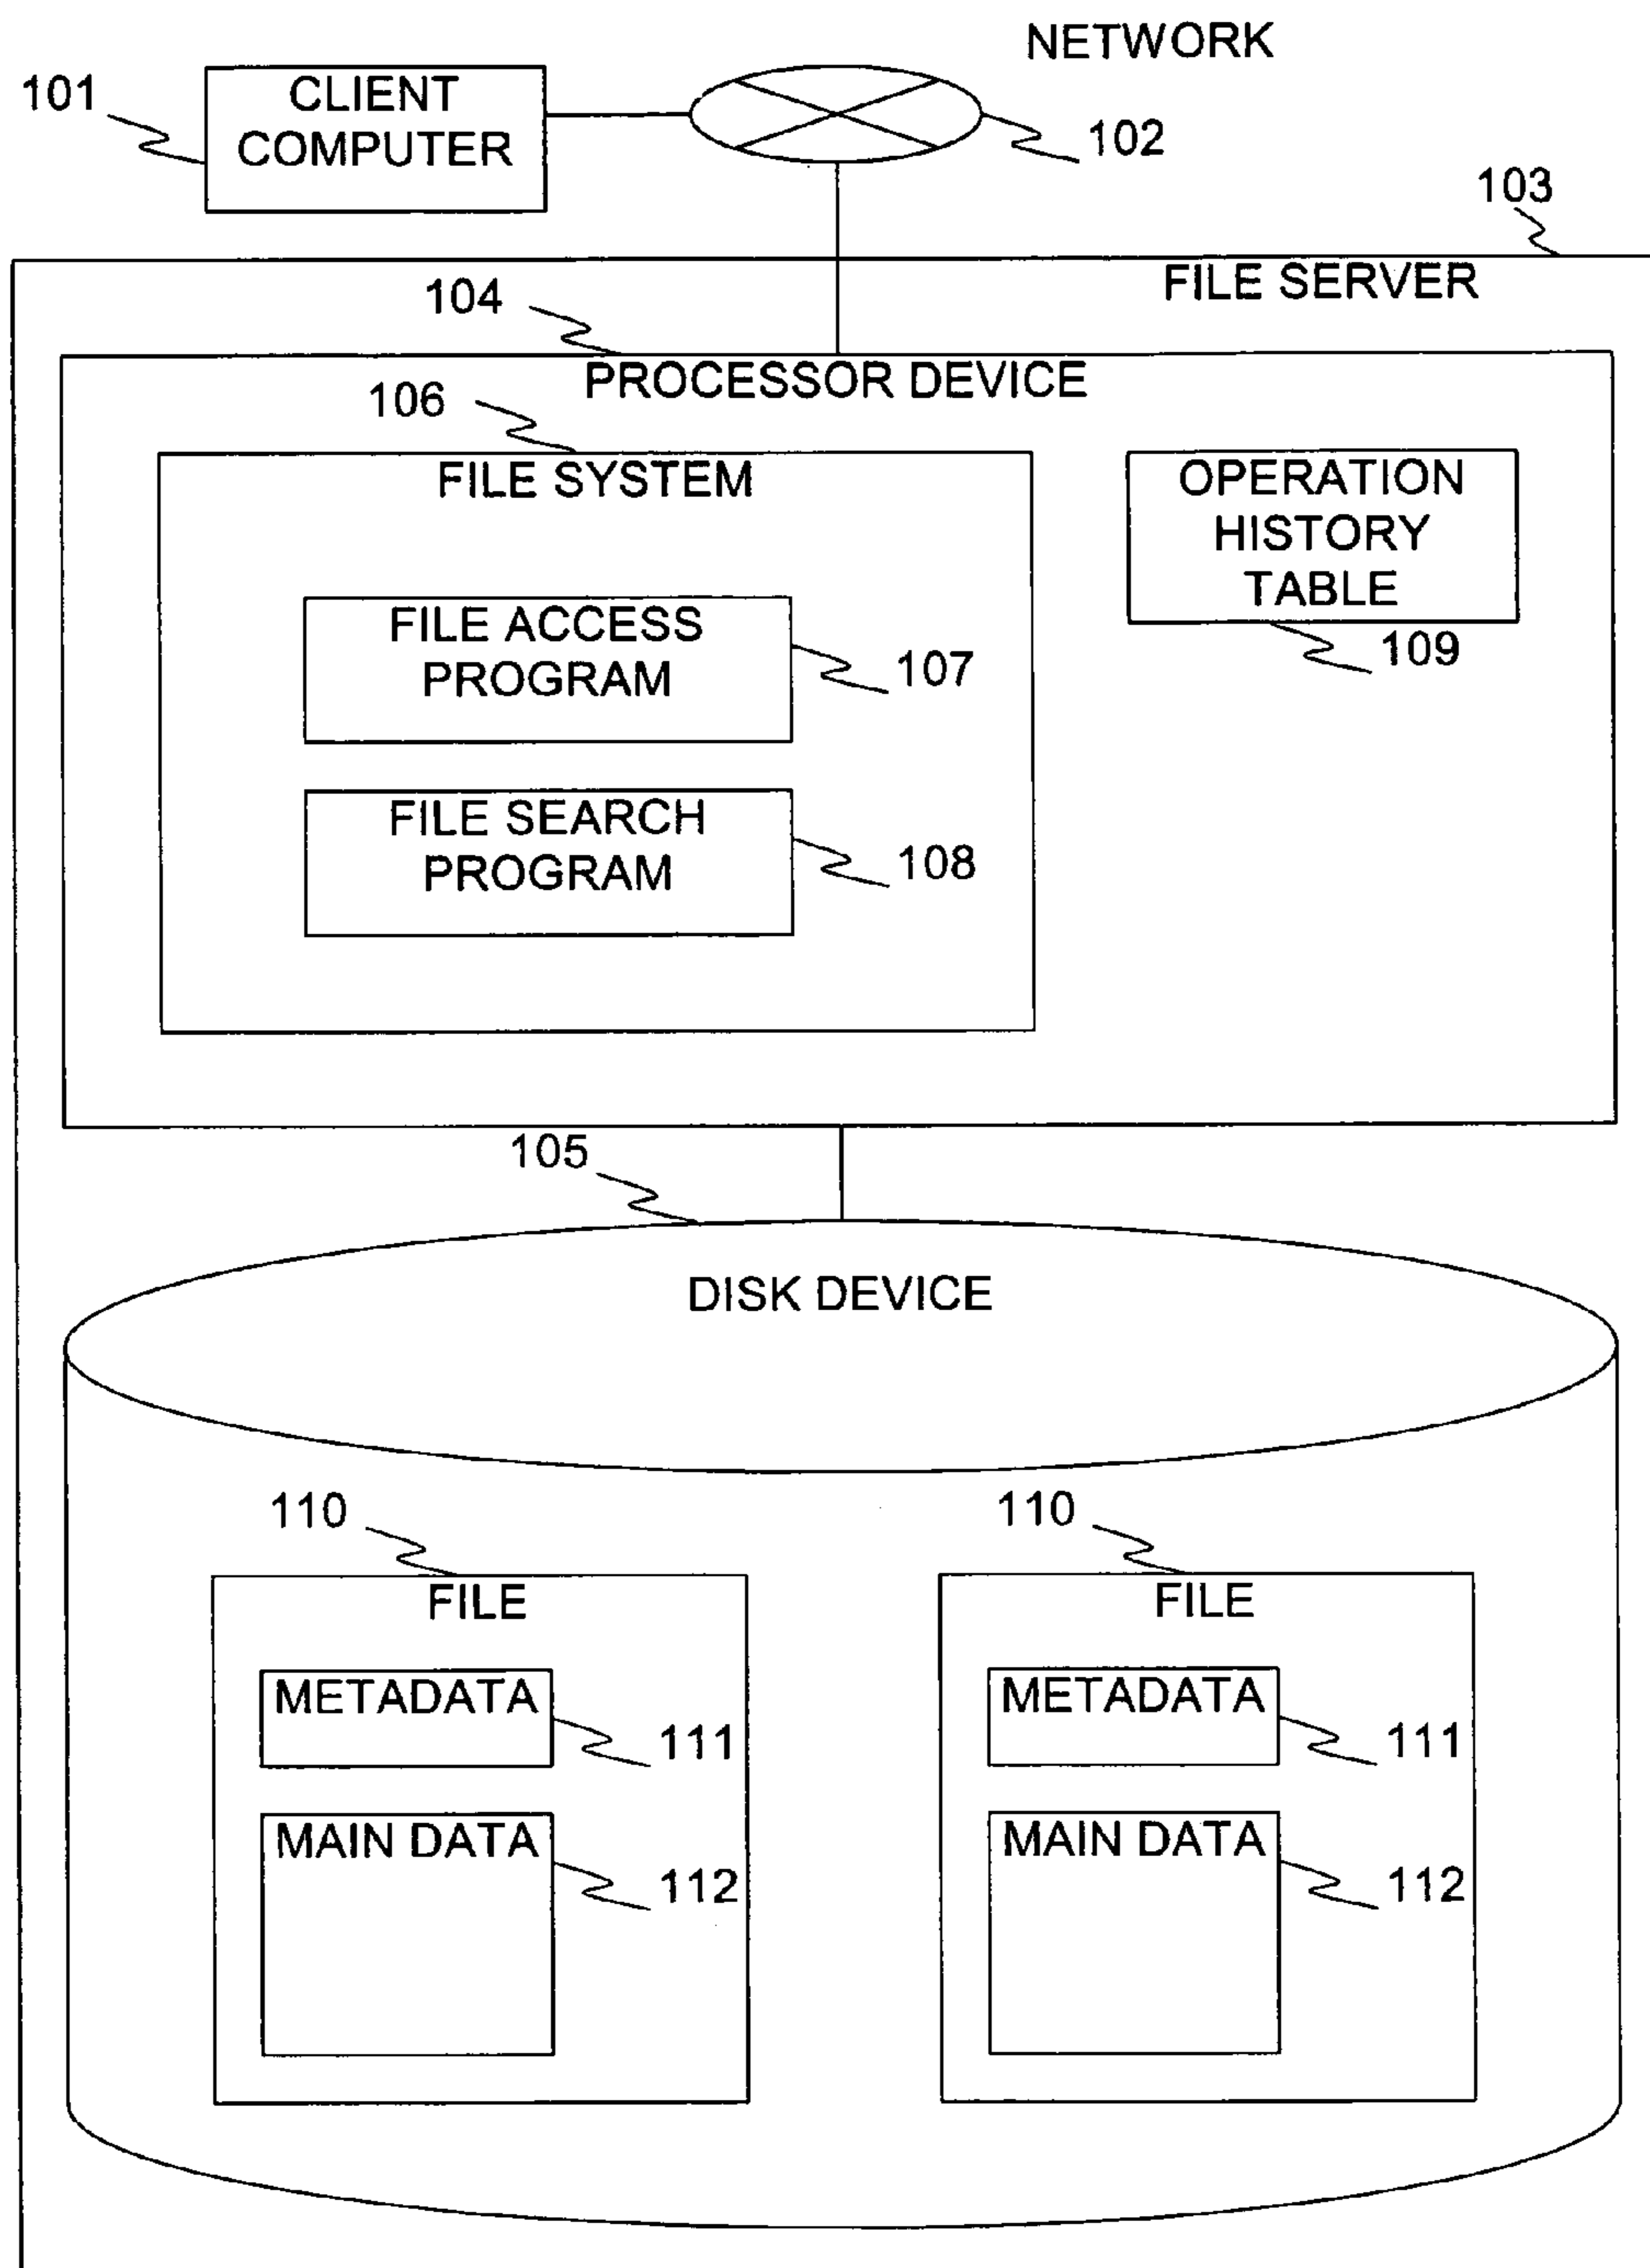 NETWORK
101
CLIENT
COMPUTER
102
103
FILE SERVER
104
PROCESSOR DEVICE
106
FILE SYSTEM
OPERATION
HISTORY
TABLE
109
FILE ACCESS
PROGRAM
107
FILE SEARCH
PROGRAM
108
105
DISK DEVICE
110
FILE
METADATA
111
MAIN DATA
112
110
FILE
METADATA
111
MAIN DATA
112